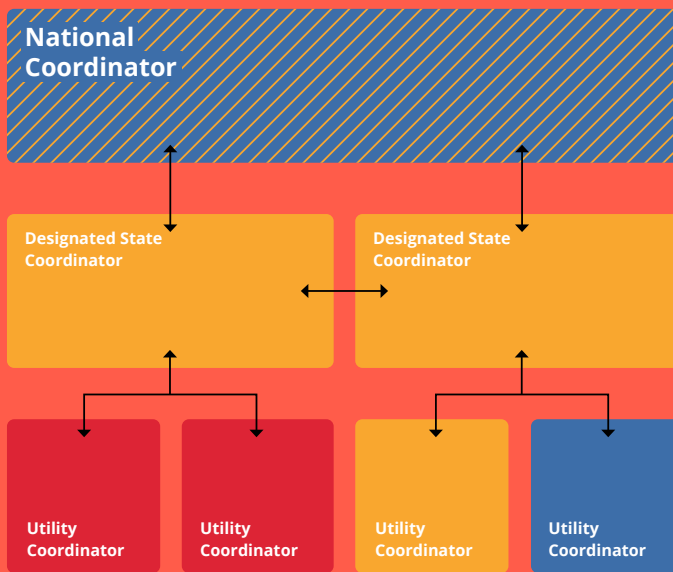 National
Coordinator
Designated State
Coordinator
Designated State
Coordinator
Utility
Coordinator
Utility
Coordinator
Utility
Coordinator
Utility
Coordinator